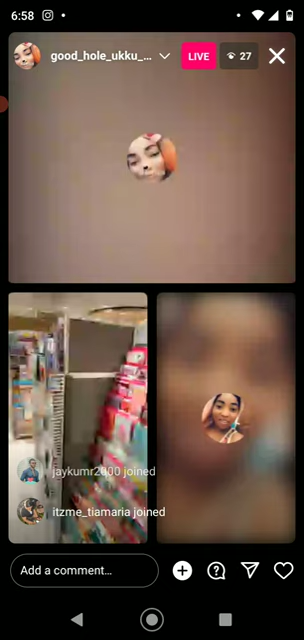 6:58
good_hole_ukku_...
LIVE
27
jaykumr2000 joined
itzme_tiamaria joined
Add a comment...